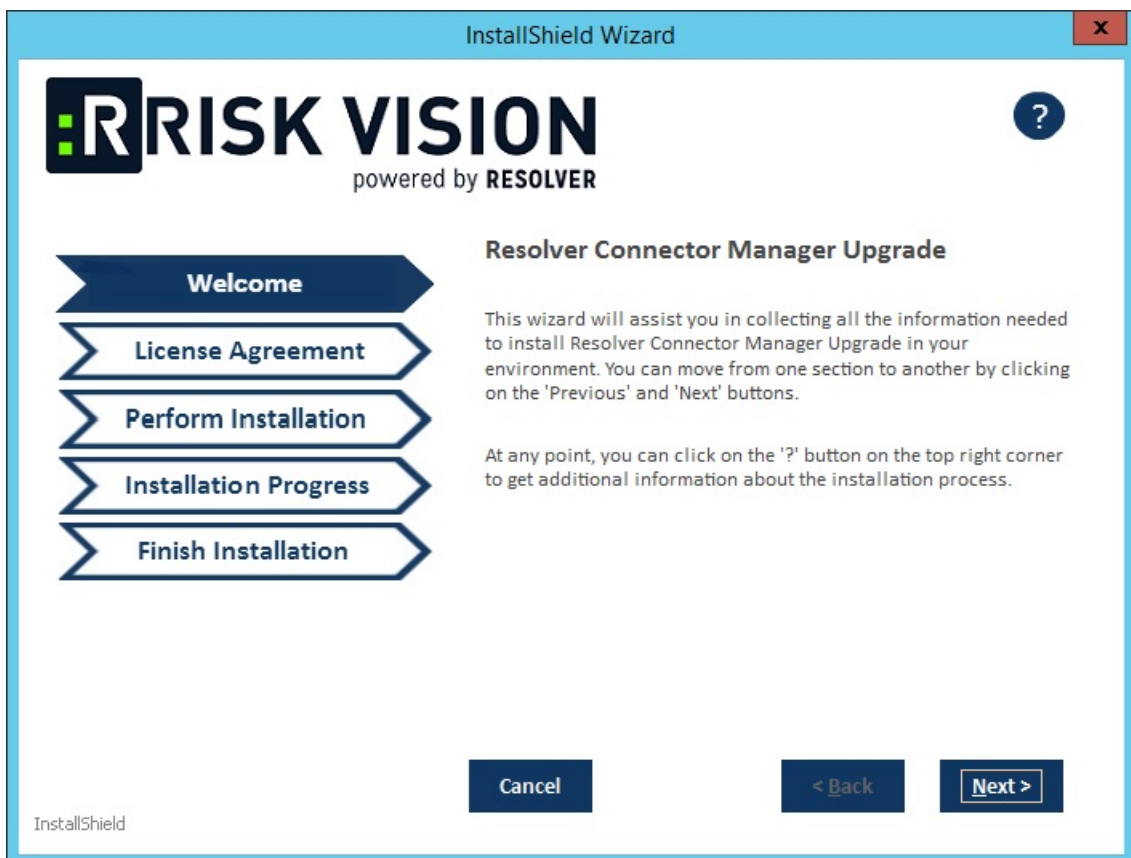 InstallShield Wizard
x
:R RISK VISION
powered by RESOLVER
?
Welcome
License Agreement
Perform Installation
Installation Progress
Finish Installation
Resolver Connector Manager Upgrade
This wizard will assist you in collecting all the information needed
to install Resolver Connector Manager Upgrade in your
environment. You can move from one section to another by clicking
on the 'Previous' and 'Next' buttons.
At any point, you can click on the '?' button on the top right corner
to get additional information about the installation process.
Cancel
< Back
Next >
InstallShield